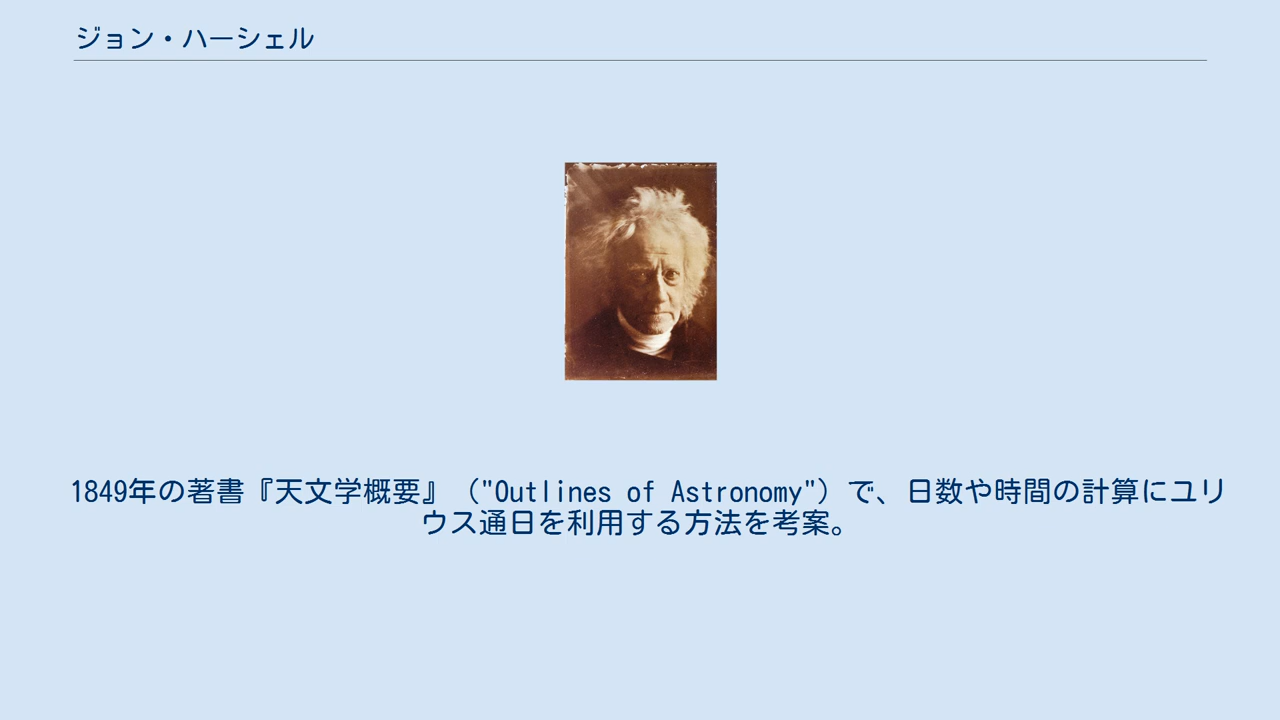 ジョン・ハーシェル
1849年の著書『天文学概要』（"Outlines of Astronomy"）で、日数や時間の計算にユリ
ウス通日を利用する方法を考案。